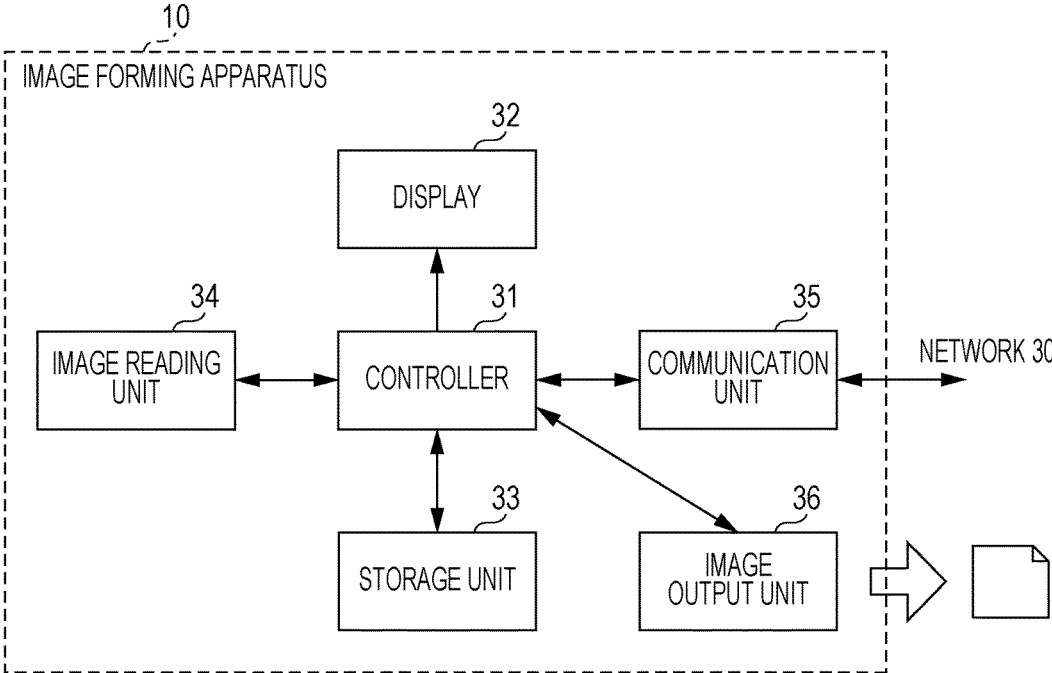 10
IMAGE FORMING APPARATUS
32
DISPLAY
34
IMAGE READING
UNIT
31
CONTROLLER
35
COMMUNICATION
UNIT
NETWORK 30
33
STORAGE UNIT
36
IMAGE
OUTPUT UNIT